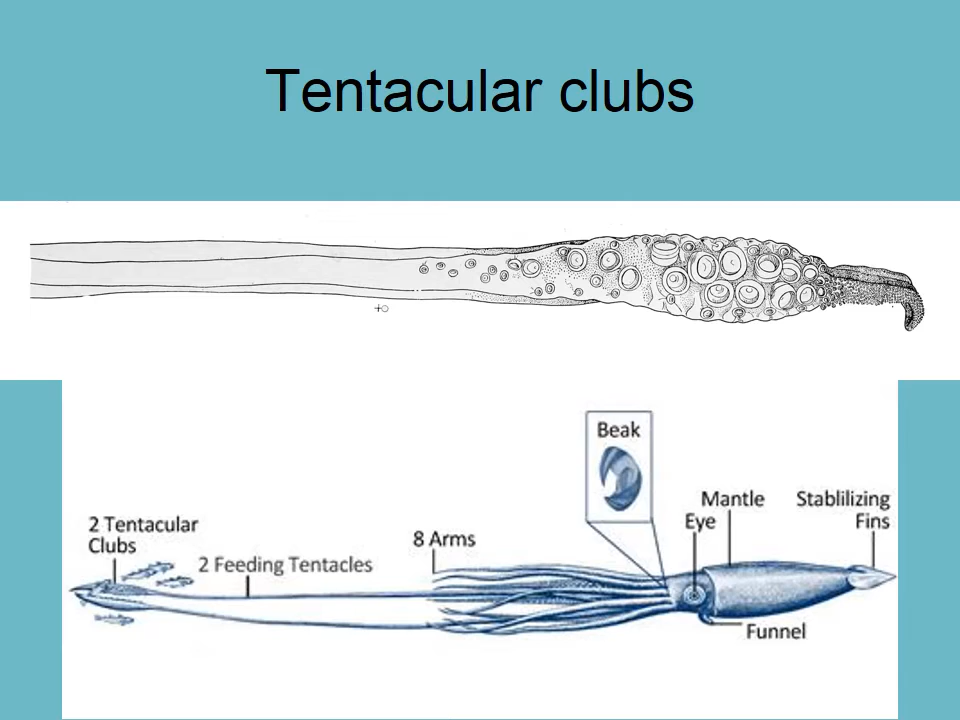 Tentacular clubs
Beak
Mantle
Stablilizing
Fins
Eye
2 Tentacular
Clubs
8 Arms
2 Feeding Tentacles
Funnel